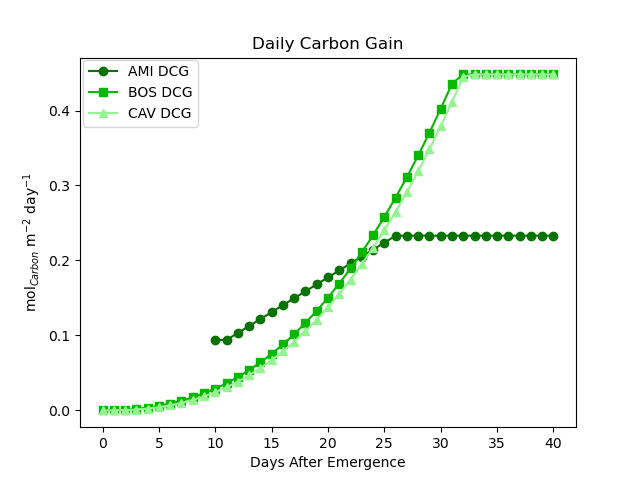 Daily Carbon Gain
AMI DCG
BOS DCG
CAV DCG
0.4
0.3
0.2
0.1
0.0
mol_Carbon m⁻² day⁻¹
0 5 10 15 20 25 30 35 40
Days After Emergence